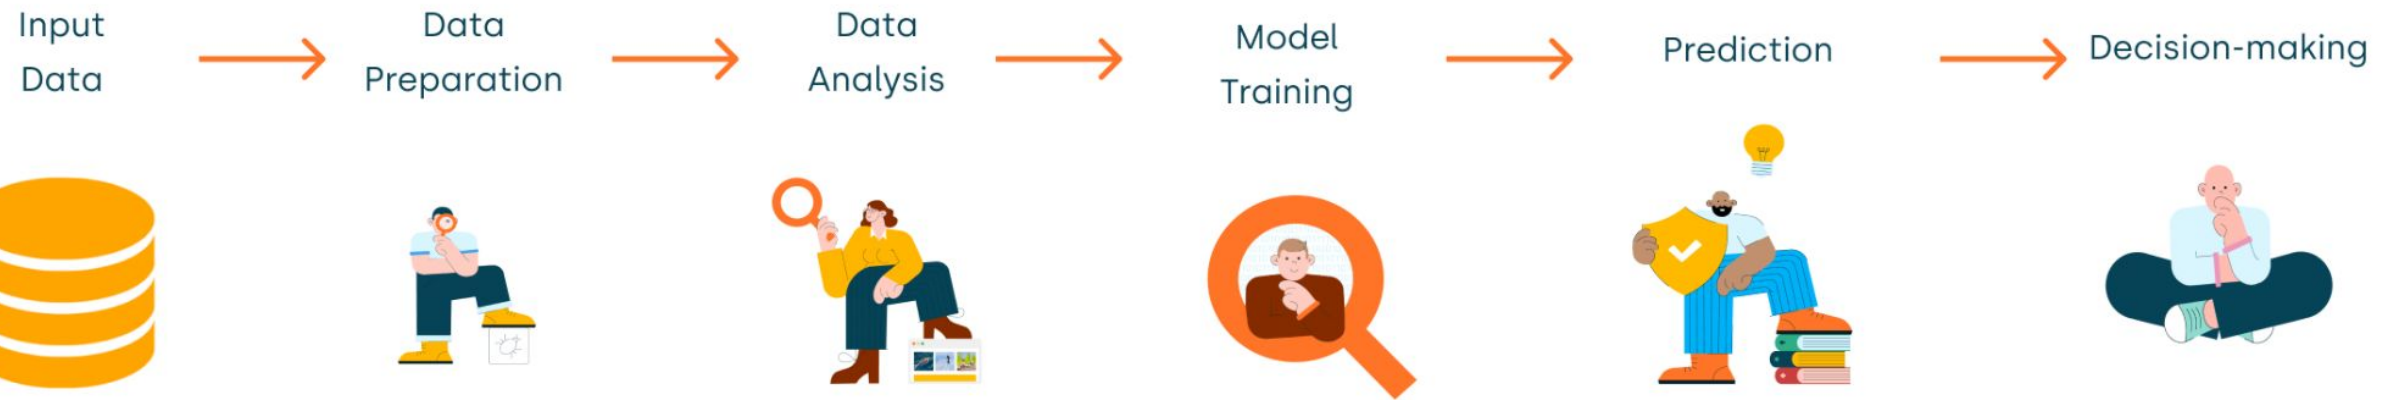 Input
Data
Data
Preparation
Data
Analysis
Model
Training
Prediction
Decision-making